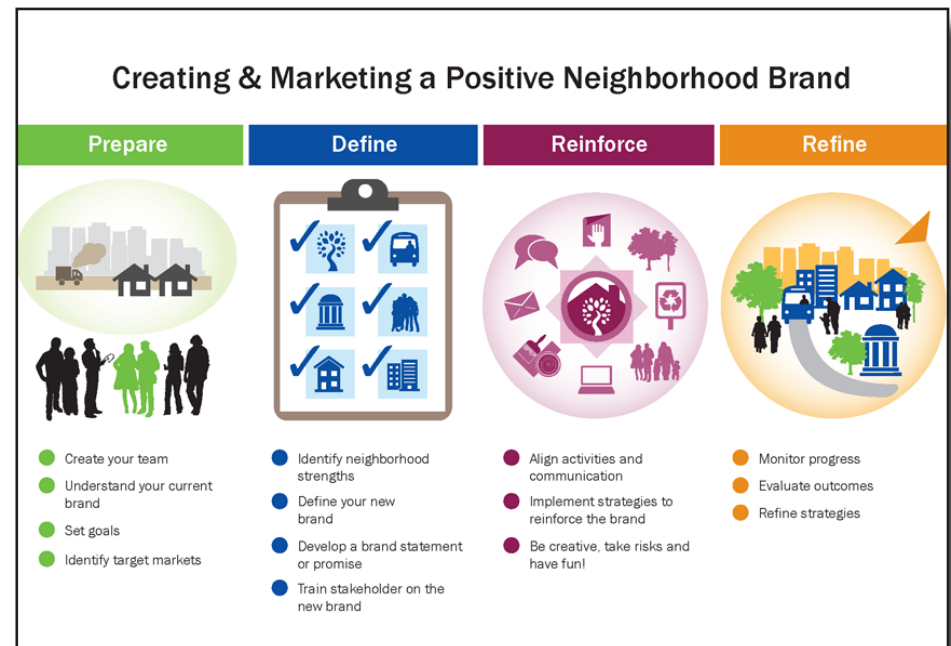 Creating & Marketing a Positive Neighborhood Brand
Prepare
Define
Reinforce
Refine
Create your team
Understand your current
brand
Set goals
Identify target markets
Identify neighborhood
strengths
Define your new
brand
Develop a brand statement
or promise
Train stakeholder on the
new brand
Align activities and
communication
Implement strategies to
reinforce the brand
Be creative, take risks and
have fun!
Monitor progress
Evaluate outcomes
Refine strategies